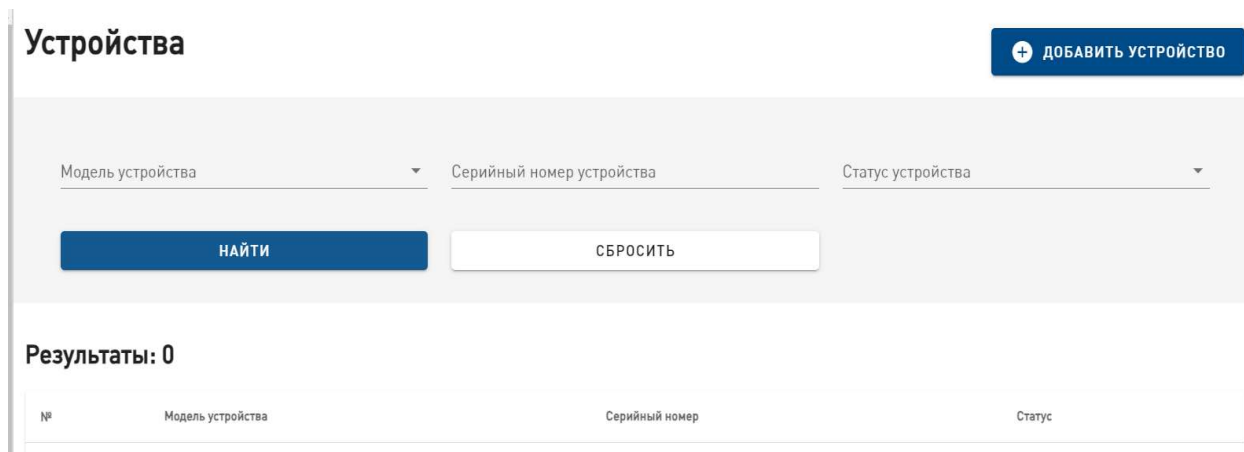 Устройства
ДОБАВИТЬ УСТРОЙСТВО
Модель устройства
Серийный номер устройства
Статус устройства
НАЙТИ
СБРОСИТЬ
Результаты: 0
№ Модель устройства Серийный номер Статус